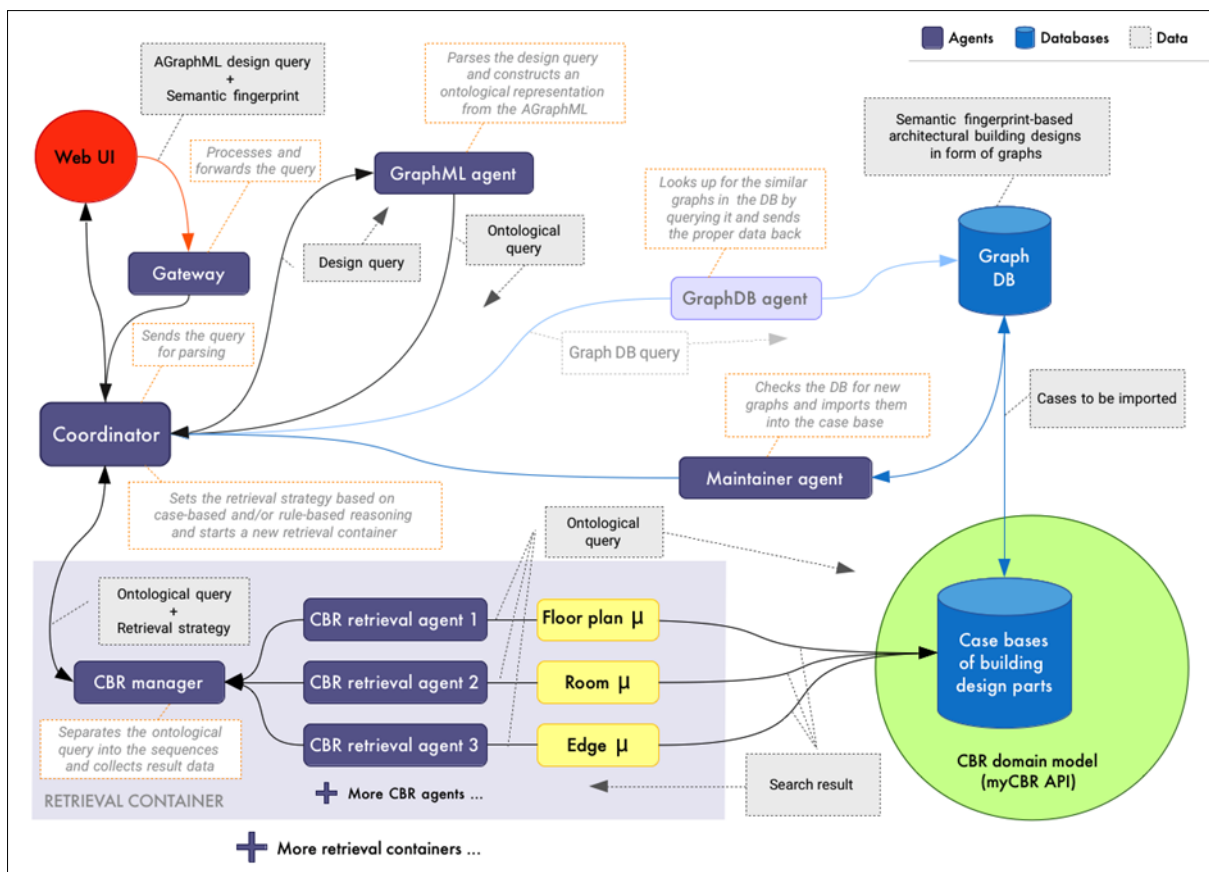 Agents
Databases
Data
AGraphML design query
+
Semantic fingerprint
Parses the design query
and constructs an
ontological representation
from the AGraphML
Semantic fingerprint-based
architectural building designs
in form of graphs
Web UI
Processes and
forwards the query
GraphML agent
Looks up for the similar
graphs in the DB by
querying it and sends
the proper data back
Design query
Ontological
query
Gateway
GraphDB agent
Graph
DB
Sends the query
for parsing
Graph DB query
Checks the DB for new
graphs and imports them
into the case base
Cases to be imported
Coordinator
Maintainer agent
Sets the retrieval strategy based on
case-based and/or rule-based reasoning
and starts a new retrieval container
Ontological
query
Ontological query
+
Retrieval strategy
CBR retrieval agent 1
Floor plan μ
CBR manager
CBR retrieval agent 2
Room μ
Case bases
of building
design parts
Separates the ontological
query into the sequences
and collects result data
CBR retrieval agent 3
Edge μ
CBR domain model
(myCBR API)
Search result
RETRIEVAL CONTAINER
+ More CBR agents ...
+ More retrieval containers ...